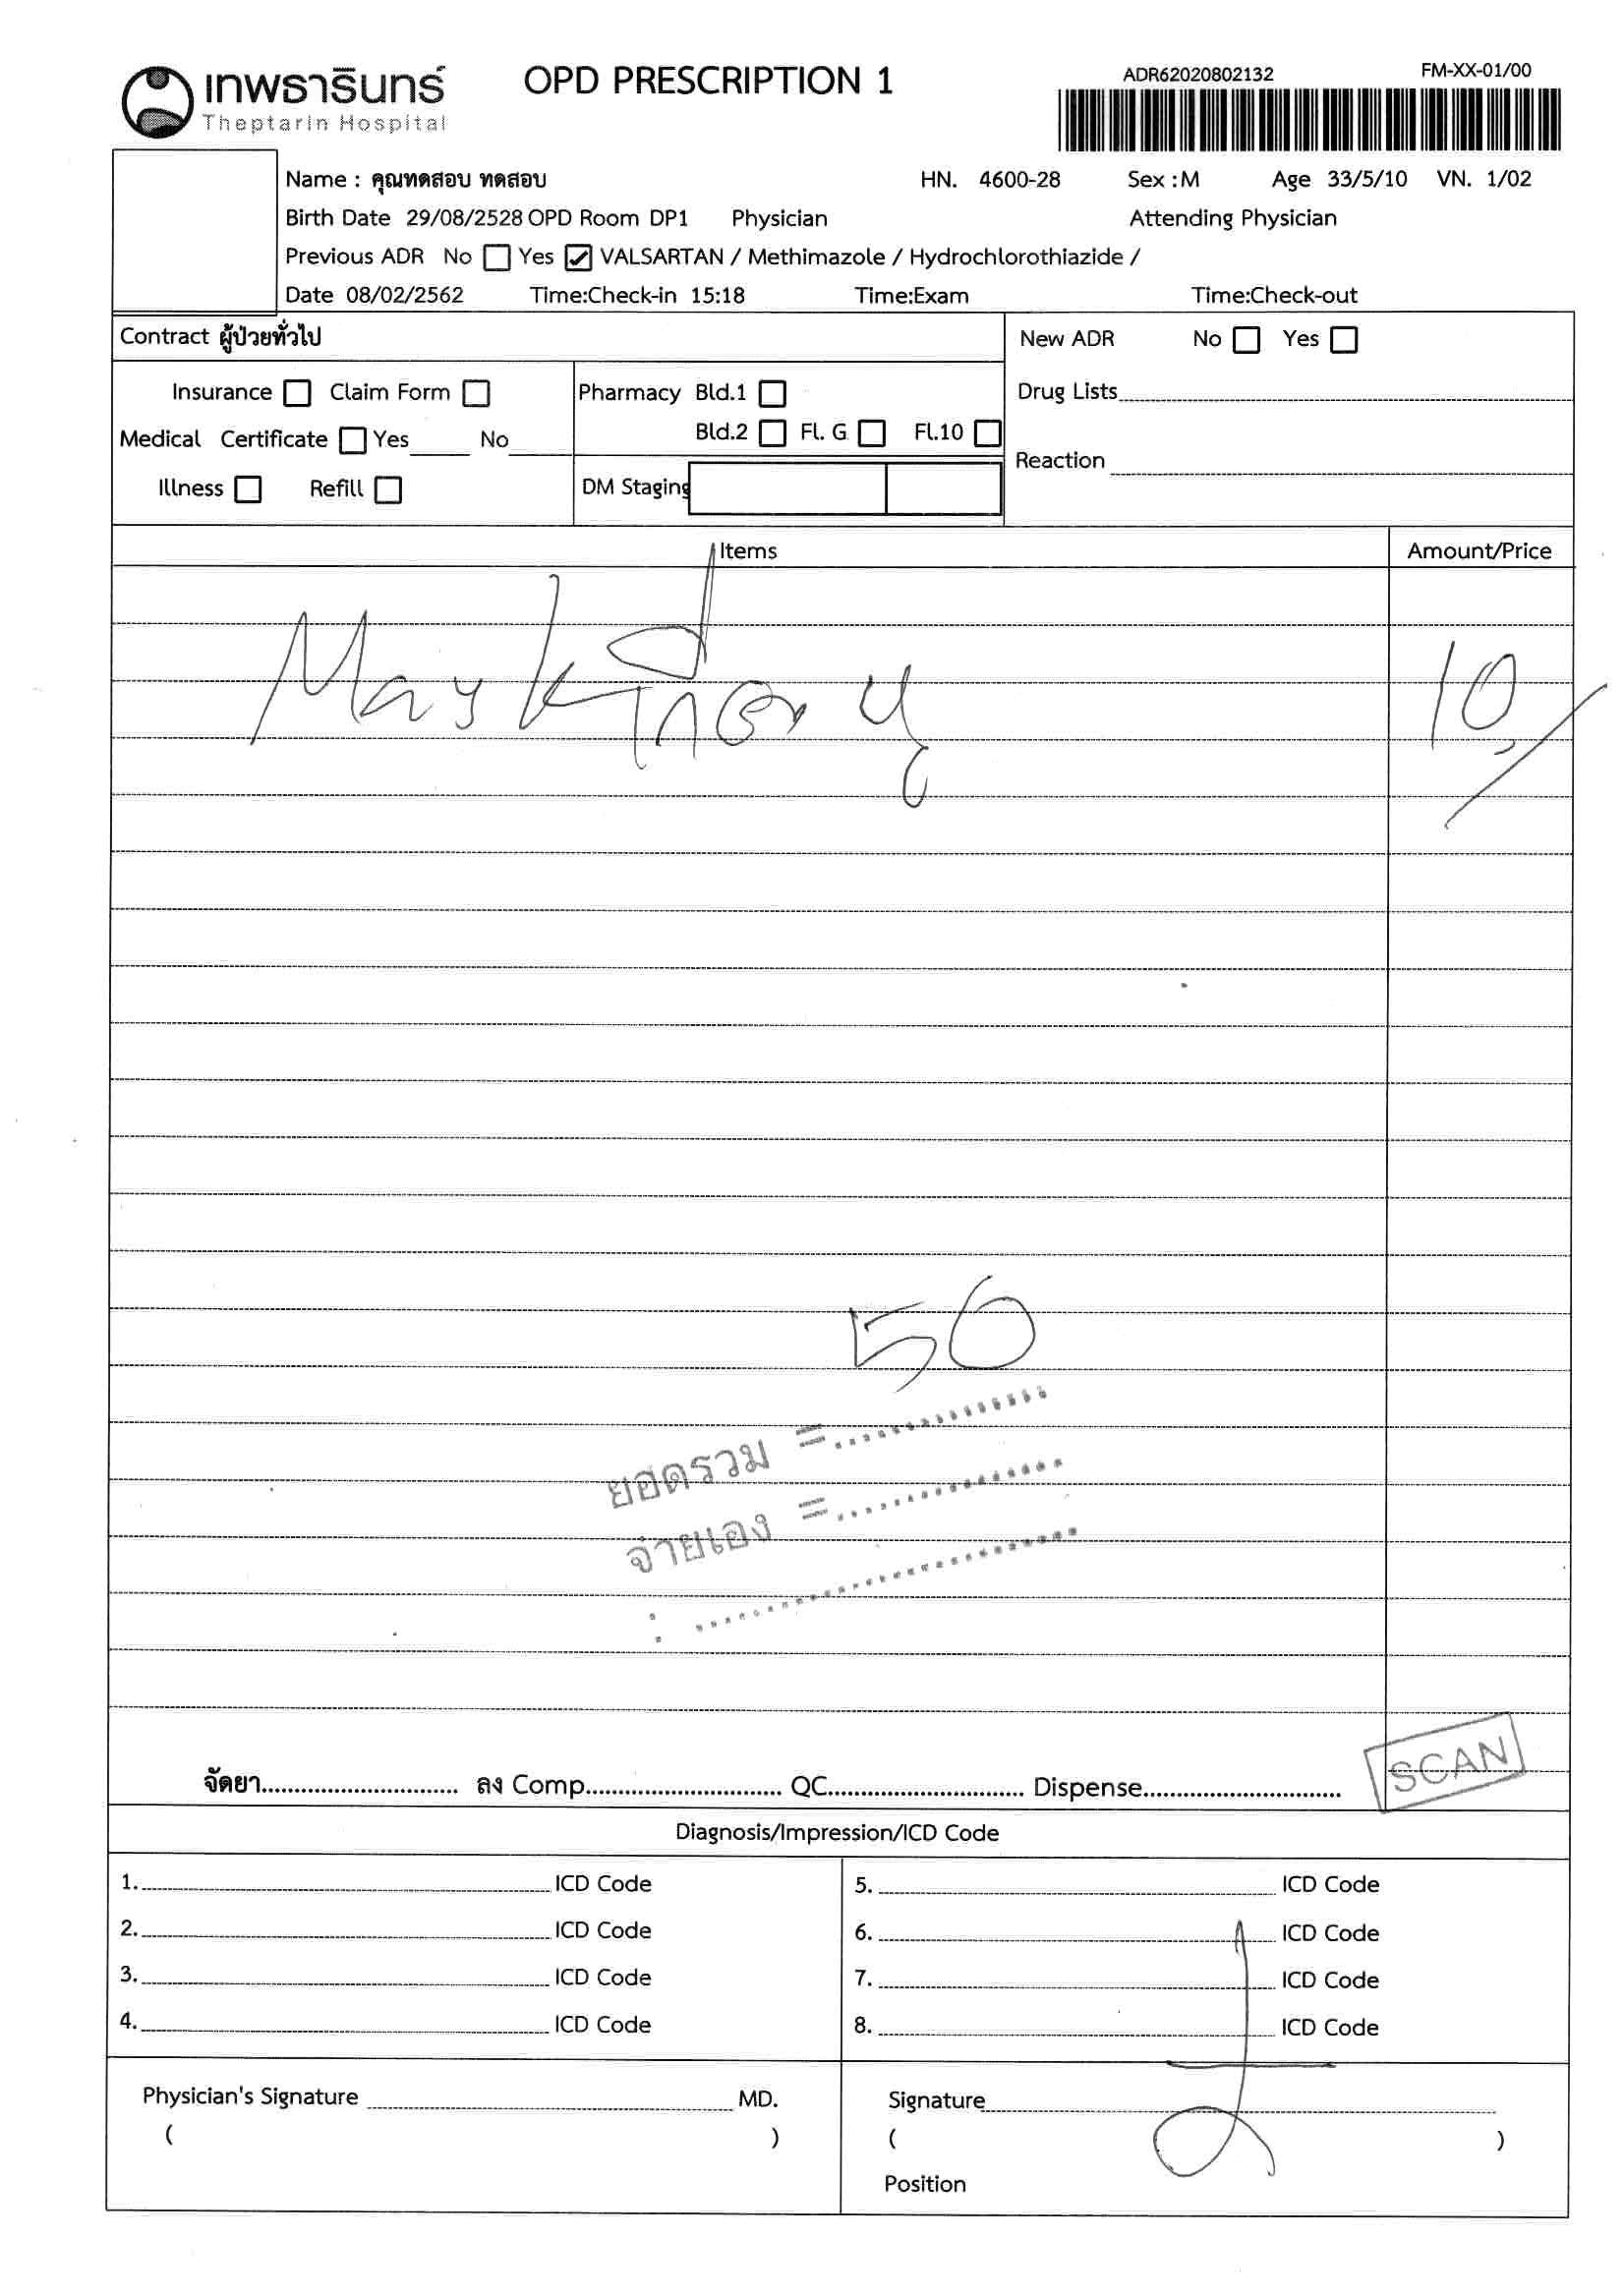 เทพธารินทร์
Theptarin Hospital
OPD PRESCRIPTION 1
ADR62020802132
FM-XX-01/00
Name : คุณทดสอบ ทดสอบ HN. 4600-28 Sex :M Age 33/5/10 VN. 1/02
Birth Date 29/08/2528 OPD Room DP1 Physician Attending Physician
Previous ADR No Yes VALSARTAN / Methimazole / Hydrochlorothiazide /
Date 08/02/2562 Time:Check-in 15:18 Time:Exam Time:Check-out
Contract ผู้ป่วยทั่วไป
New ADR No Yes
Insurance Claim Form
Pharmacy Bld.1
Drug Lists
Medical Certificate Yes No
Bld.2 Fl. G Fl.10
Reaction
Illness Refill
DM Staging
Items Amount/Price
Mask 10
50
ยอดรวม =..............
จ่ายเอง =...............
: .........................
SCAN
จัดยา............................ ลง Comp............................ QC............................ Dispense............................
Diagnosis/Impression/ICD Code
1. ICD Code
2. ICD Code
3. ICD Code
4. ICD Code
5. ICD Code
6. ICD Code
7. ICD Code
8. ICD Code
Physician's Signature MD.
( )
Signature
( )
Position